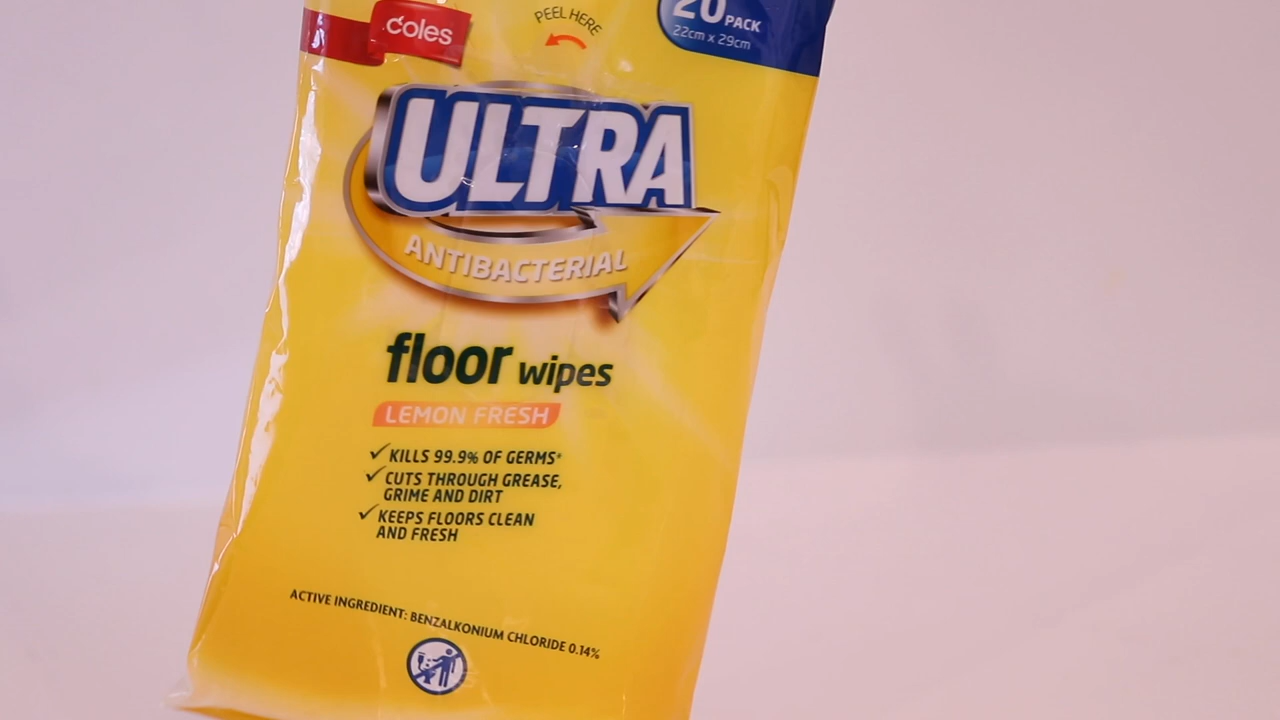 coles
PEEL HERE
20 PACK
22cm x 29cm
ULTRA
ANTIBACTERIAL
floor wipes
LEMON FRESH
KILLS 99.9% OF GERMS*
CUTS THROUGH GREASE,
GRIME AND DIRT
KEEPS FLOORS CLEAN
AND FRESH
ACTIVE INGREDIENT: BENZALKONIUM CHLORIDE 0.14%